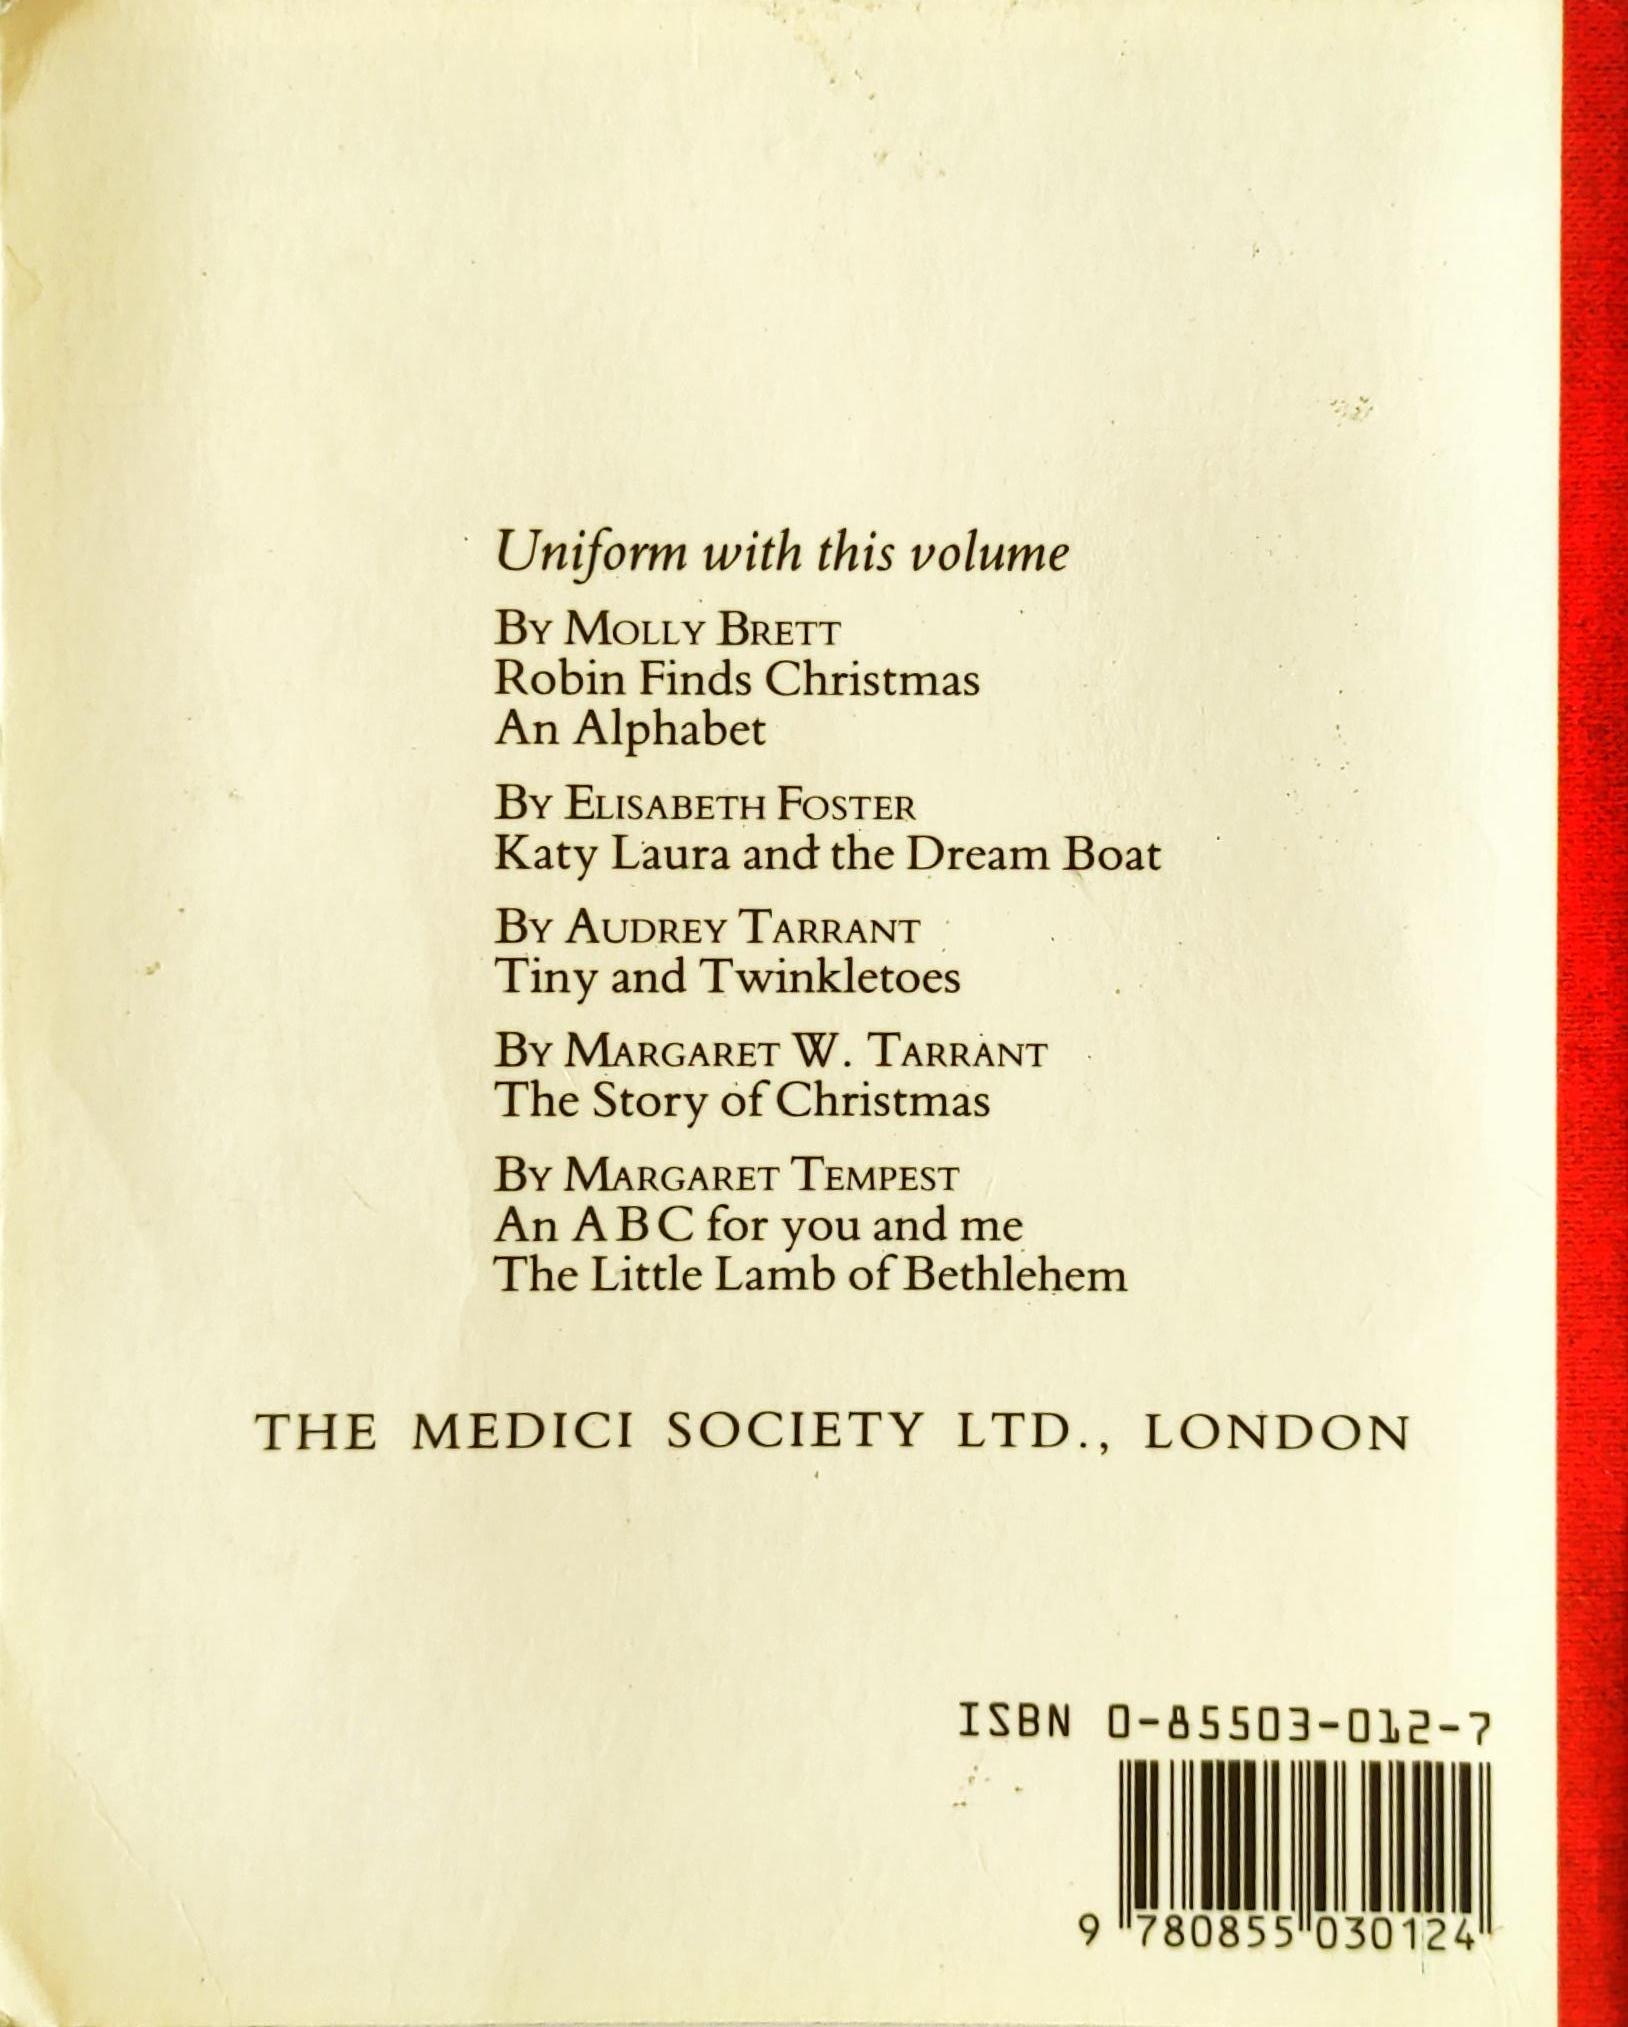 Uniform with this volume
By Molly Brett
Robin Finds Christmas
An Alphabet
By Elisabeth Foster
Katy Laura and the Dream Boat
By Audrey Tarrant
Tiny and Twinkletoes
By Margaret W. Tarrant
The Story of Christmas
By Margaret Tempest
An A B C for you and me
The Little Lamb of Bethlehem
THE MEDICI SOCIETY LTD., LONDON
ISBN 0-85503-012-7
9 780855 030124